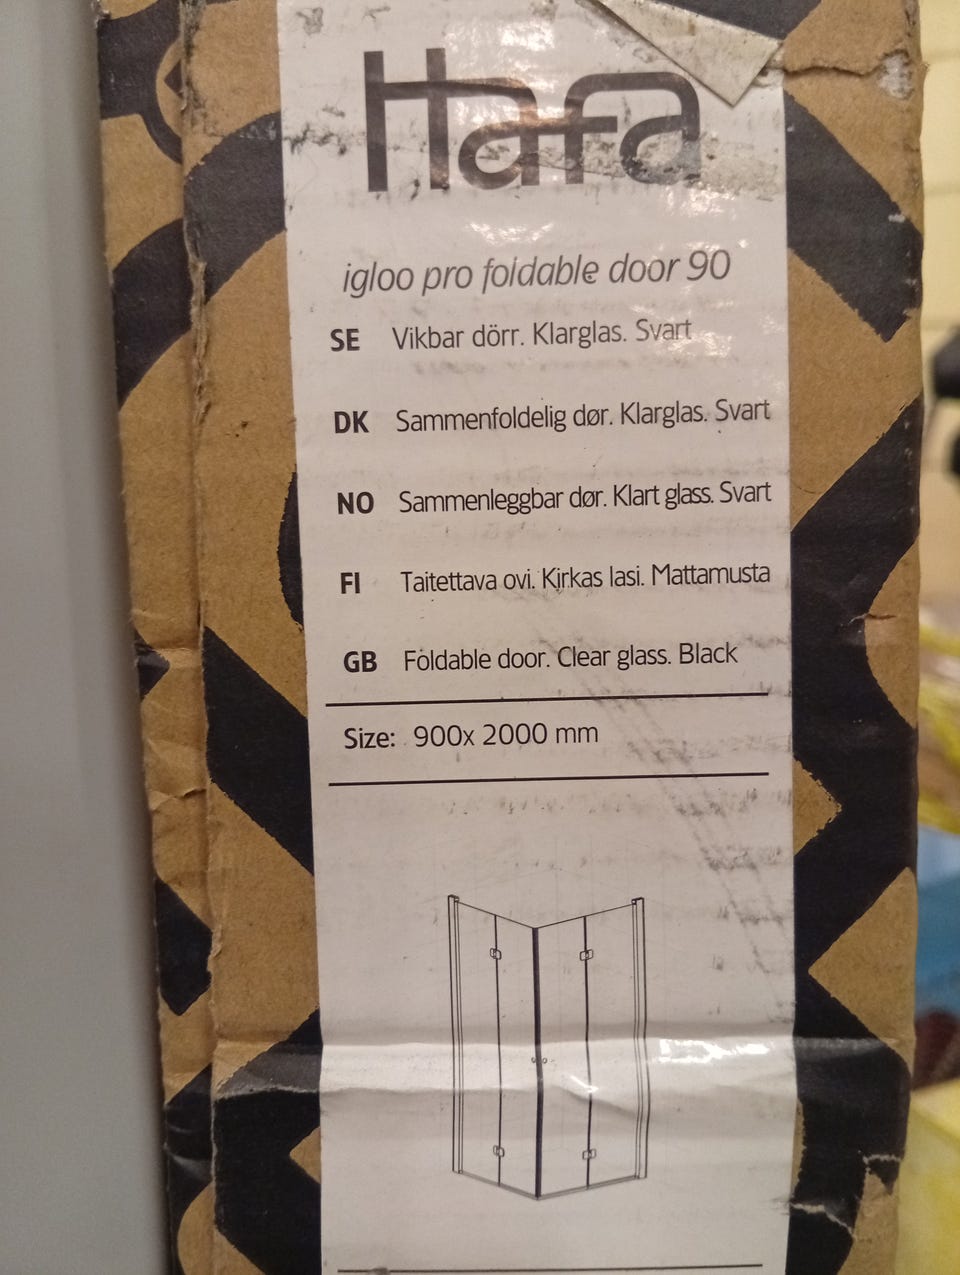 Hafa
igloo pro foldable door 90
SE Vikbar dörr. Klarglas. Svart
DK Sammenfoldelig dør. Klarglas. Svart
NO Sammenleggbar dør. Klart glass. Svart
FI Taitettava ovi. Kirkas lasi. Mattamusta
GB Foldable door. Clear glass. Black
Size: 900x 2000 mm